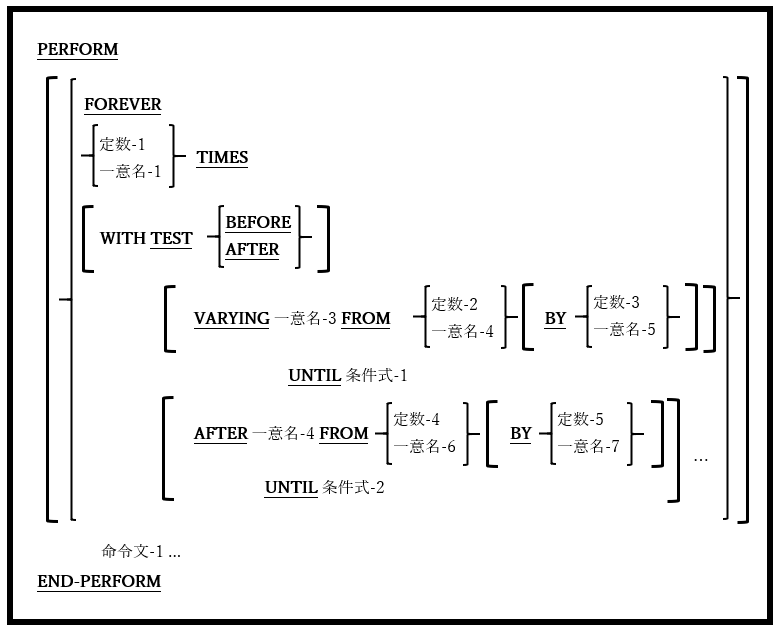 PERFORM
FOREVER
定数-1
一意名-1 TIMES
WITH TEST BEFORE
AFTER
VARYING 一意名-3 FROM 定数-2 BY 定数-3
一意名-4 一意名-5
UNTIL 条件式-1
AFTER 一意名-4 FROM 定数-4 BY 定数-5
一意名-6 一意名-7
...
UNTIL 条件式-2
命令文-1 ...
END-PERFORM